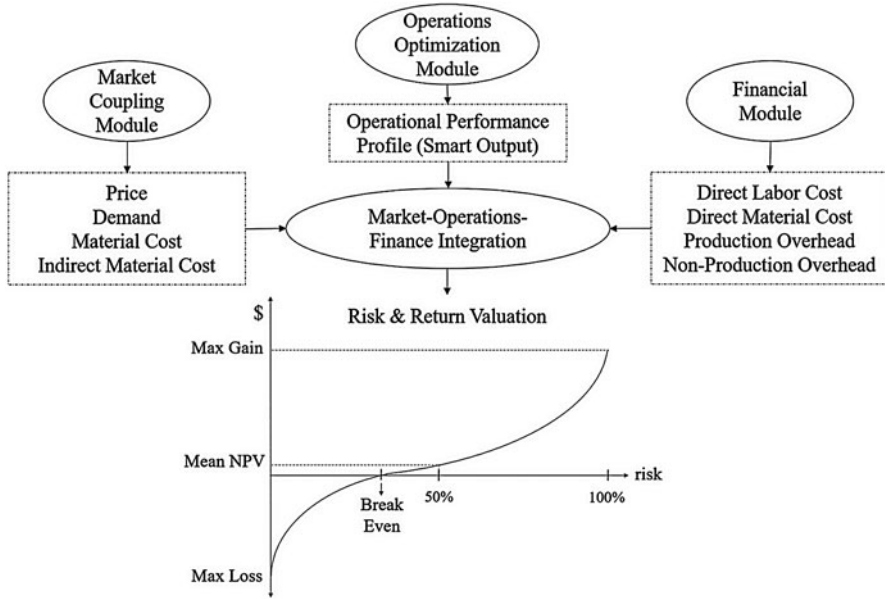 Operations
Optimization
Module
Market
Coupling
Module
Financial
Module
Operational Performance
Profile (Smart Output)
Price
Demand
Material Cost
Indirect Material Cost
Market-Operations-
Finance Integration
Direct Labor Cost
Direct Material Cost
Production Overhead
Non-Production Overhead
$
Risk & Return Valuation
Max Gain
Mean NPV
risk
Break
Even
50%
100%
Max Loss